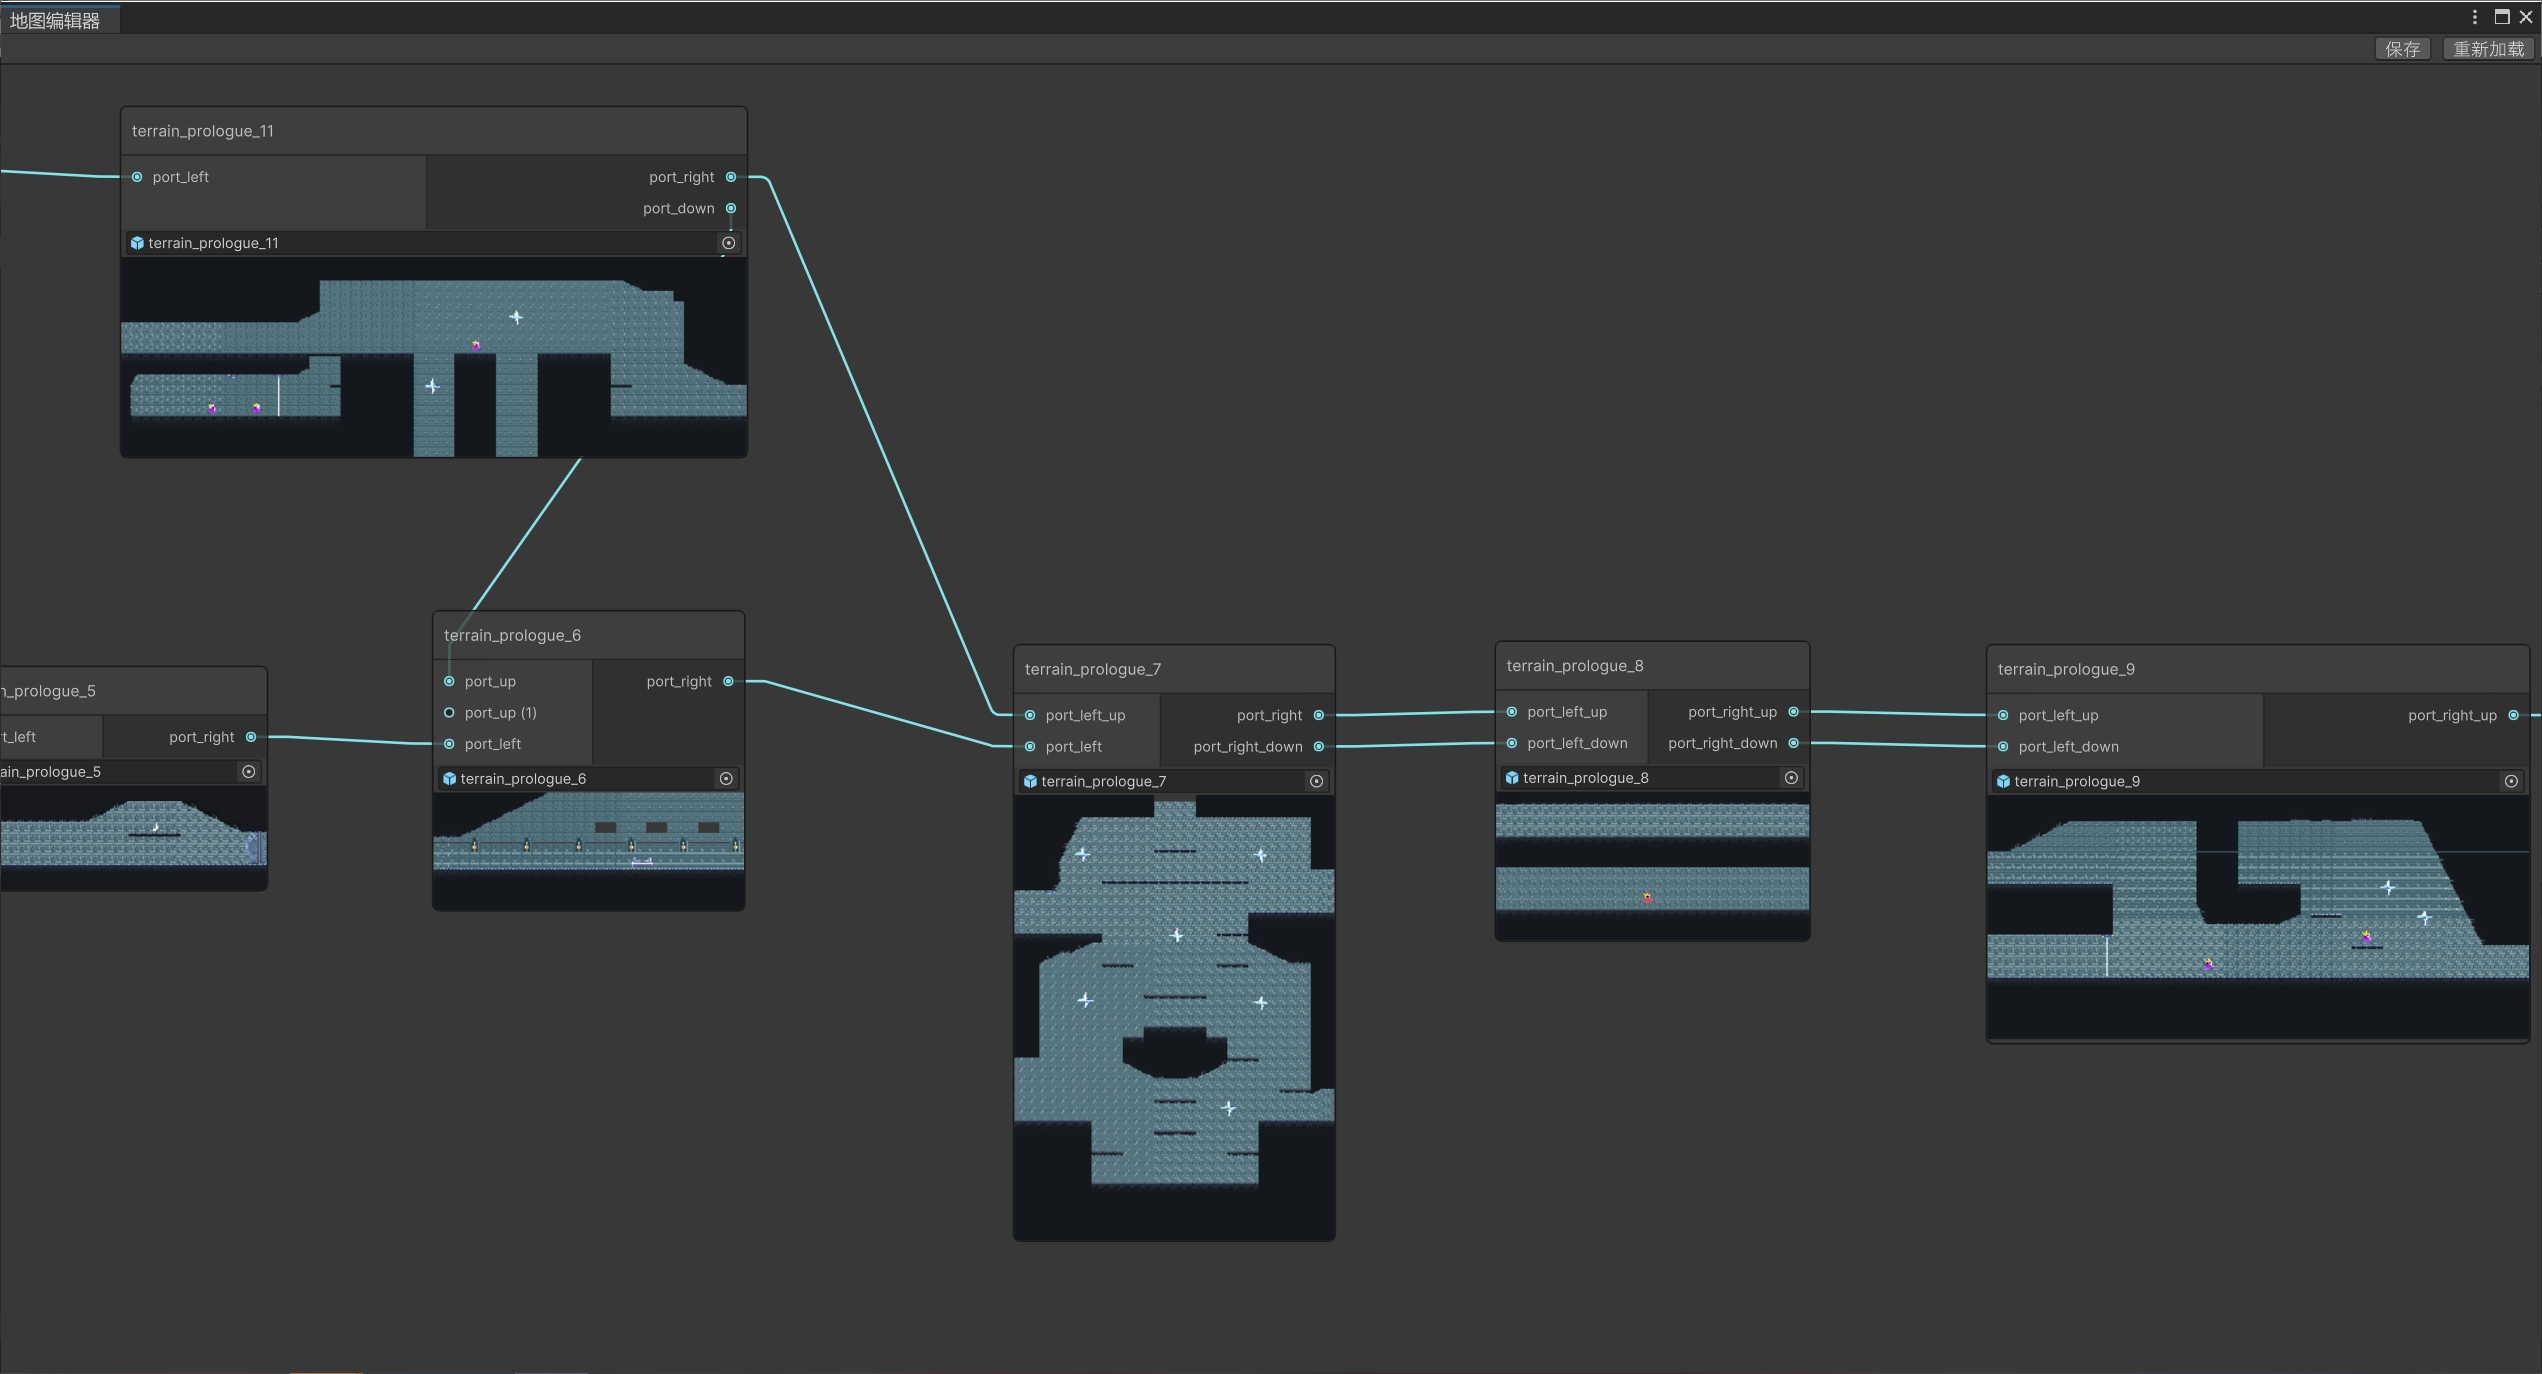 地图编辑器
保存 重新加载
terrain_prologue_11
port_left port_right
port_down
terrain_prologue_11
n_prologue_5
t_left port_right
ain_prologue_5
terrain_prologue_6
port_up port_right
port_up (1)
port_left
terrain_prologue_6
terrain_prologue_7
port_left_up port_right
port_left port_right_down
terrain_prologue_7
terrain_prologue_8
port_left_up port_right_up
port_left_down port_right_down
terrain_prologue_8
terrain_prologue_9
port_left_up port_right_up
port_left_down
terrain_prologue_9